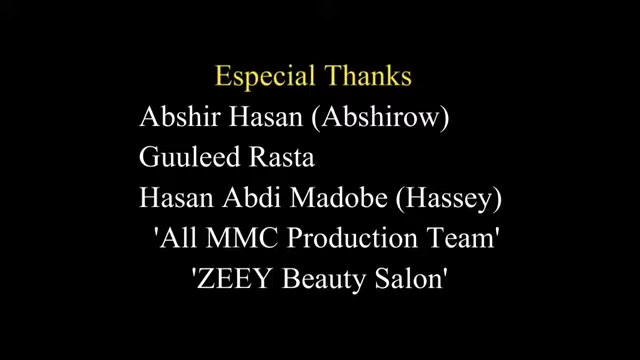 Especial Thanks
Abshir Hasan (Abshirow)
Guuleed Rasta
Hasan Abdi Madobe (Hassey)
'All MMC Production Team'
'ZEEY Beauty Salon'